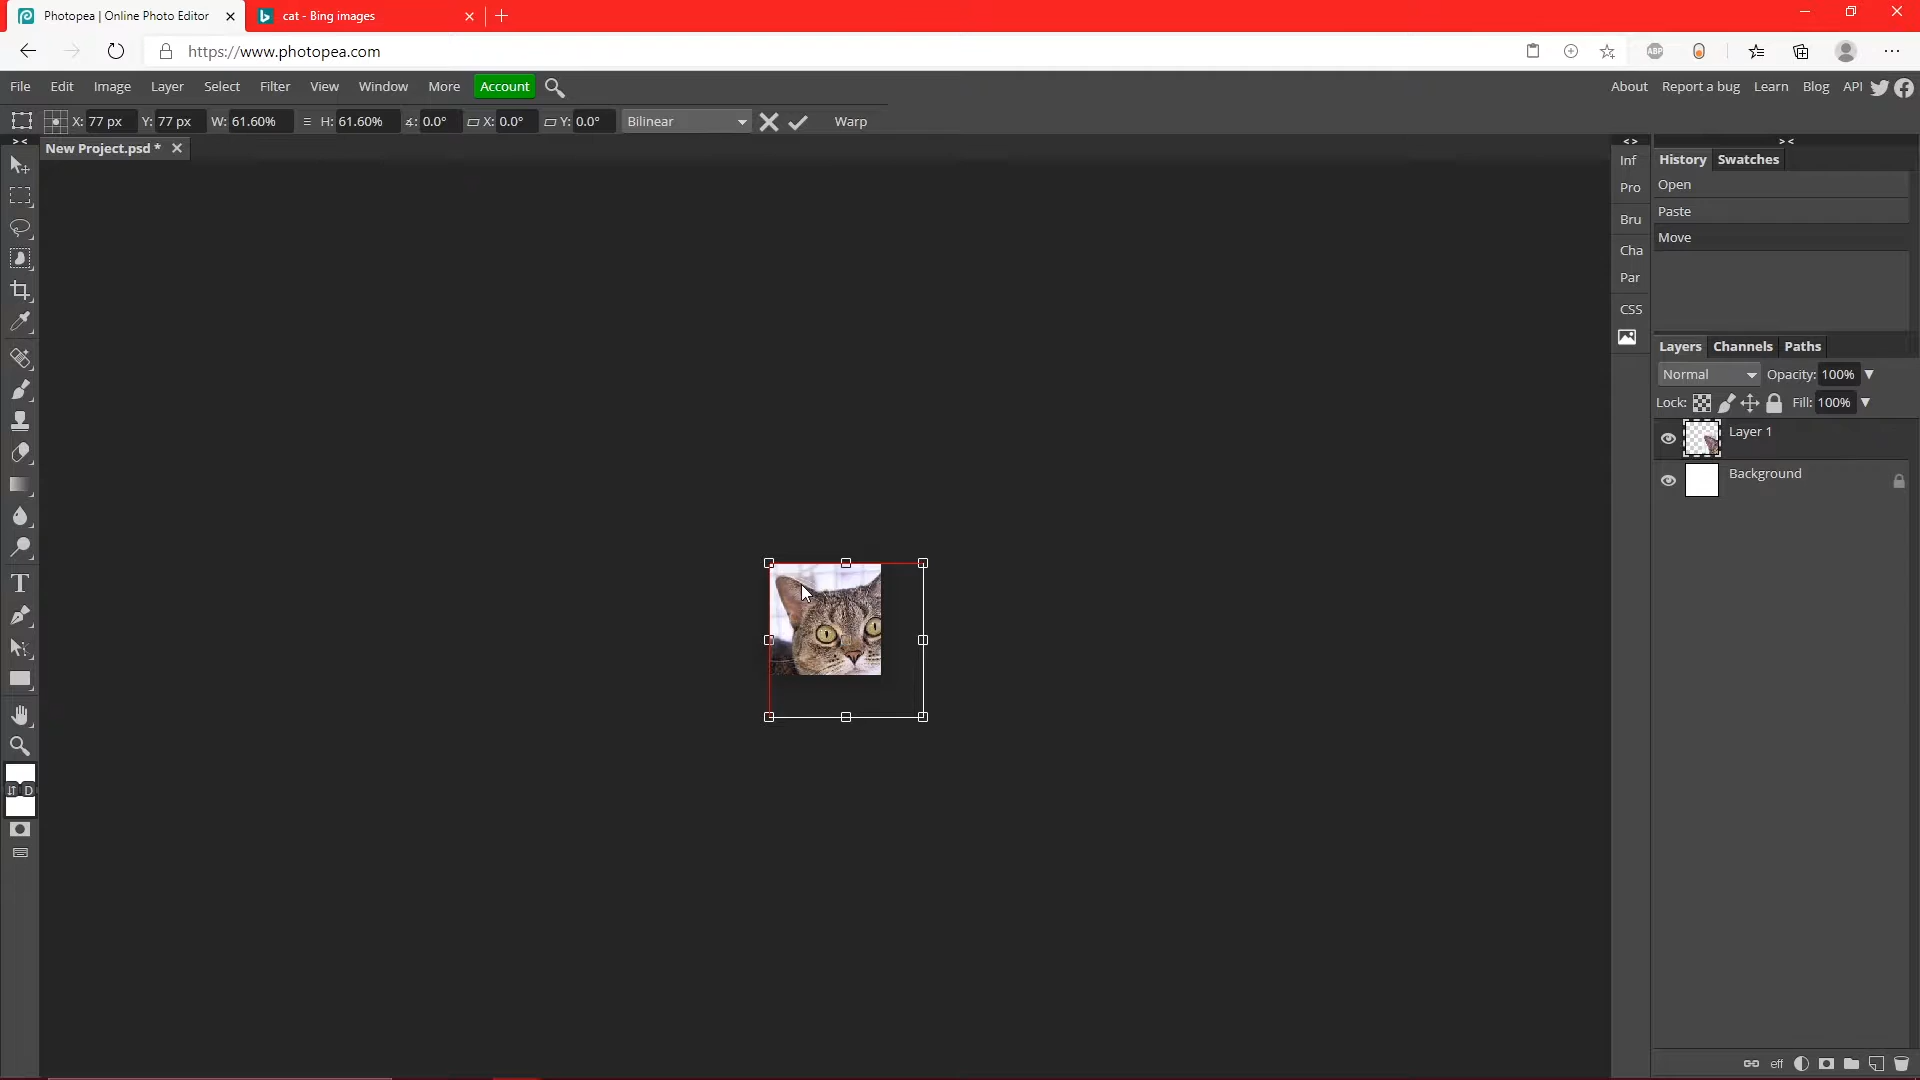 Photopea | Online Photo Editor
cat - Bing images
https://www.photopea.com
File Edit Image Layer Select Filter View Window More Account
About Report a bug Learn Blog API
X: 77 px Y: 77 px W: 61.60% H: 61.60% 0.0° X: 0.0° Y: 0.0° Bilinear Warp
New Project.psd *
> <
< >
> <
Inf
Pro
Bru
Cha
Par
CSS
History Swatches
Open
Paste
Move
Layers Channels Paths
Normal Opacity: 100%
Lock: Fill: 100%
Layer 1
Background
ABP
T
D
eff